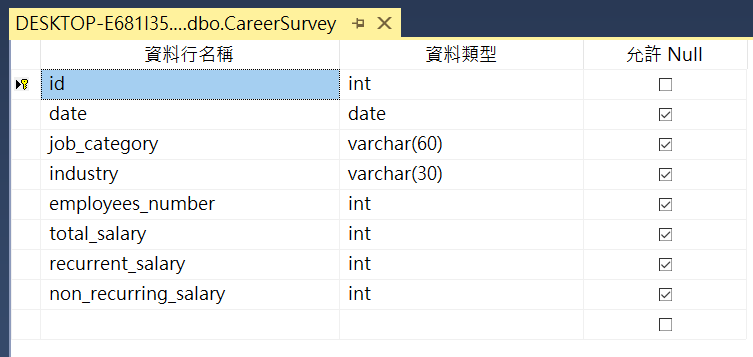 DESKTOP-E681I35....dbo.CareerSurvey
資料行名稱 資料類型 允許 Null
id int
date date
job_category varchar(60)
industry varchar(30)
employees_number int
total_salary int
recurrent_salary int
non_recurring_salary int